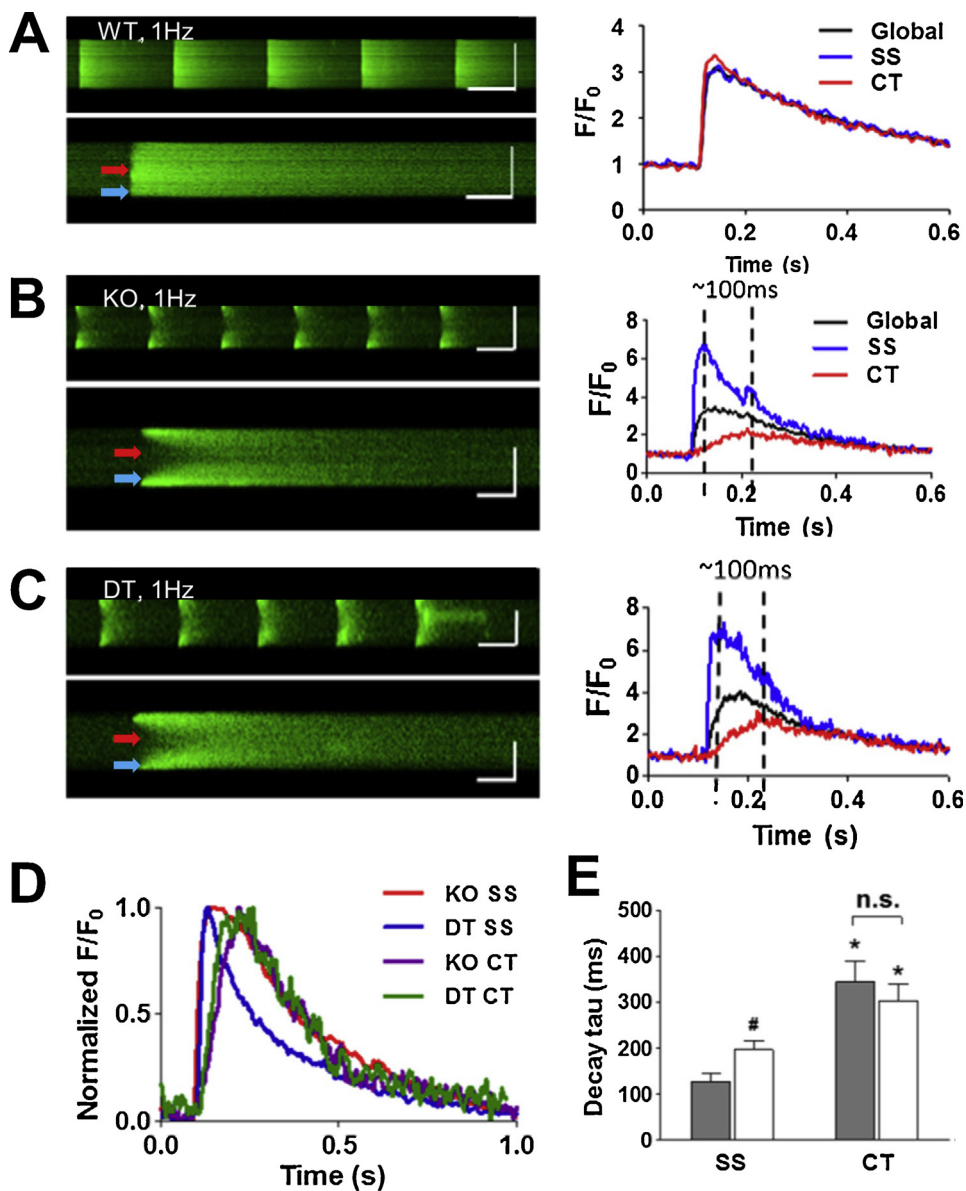 A
WT, 1Hz
F/F0
4
3
2
1
0
0.0 0.2 0.4 0.6
Time (s)
Global
SS
CT
B
KO, 1Hz
~100ms
F/F0
8
6
4
2
0
0.0 0.2 0.4 0.6
Time (s)
Global
SS
CT
C
DT, 1Hz
~100ms
F/F0
8
6
4
2
0
0.0 0.2 0.4 0.6
Time (s)
Global
SS
CT
D
Normalized F/F0
1.0
0.5
0.0
0.0 0.5 1.0
Time (s)
KO SS
DT SS
KO CT
DT CT
E
Decay tau (ms)
500
400
300
200
100
0
#
n.s.
* *
SS CT